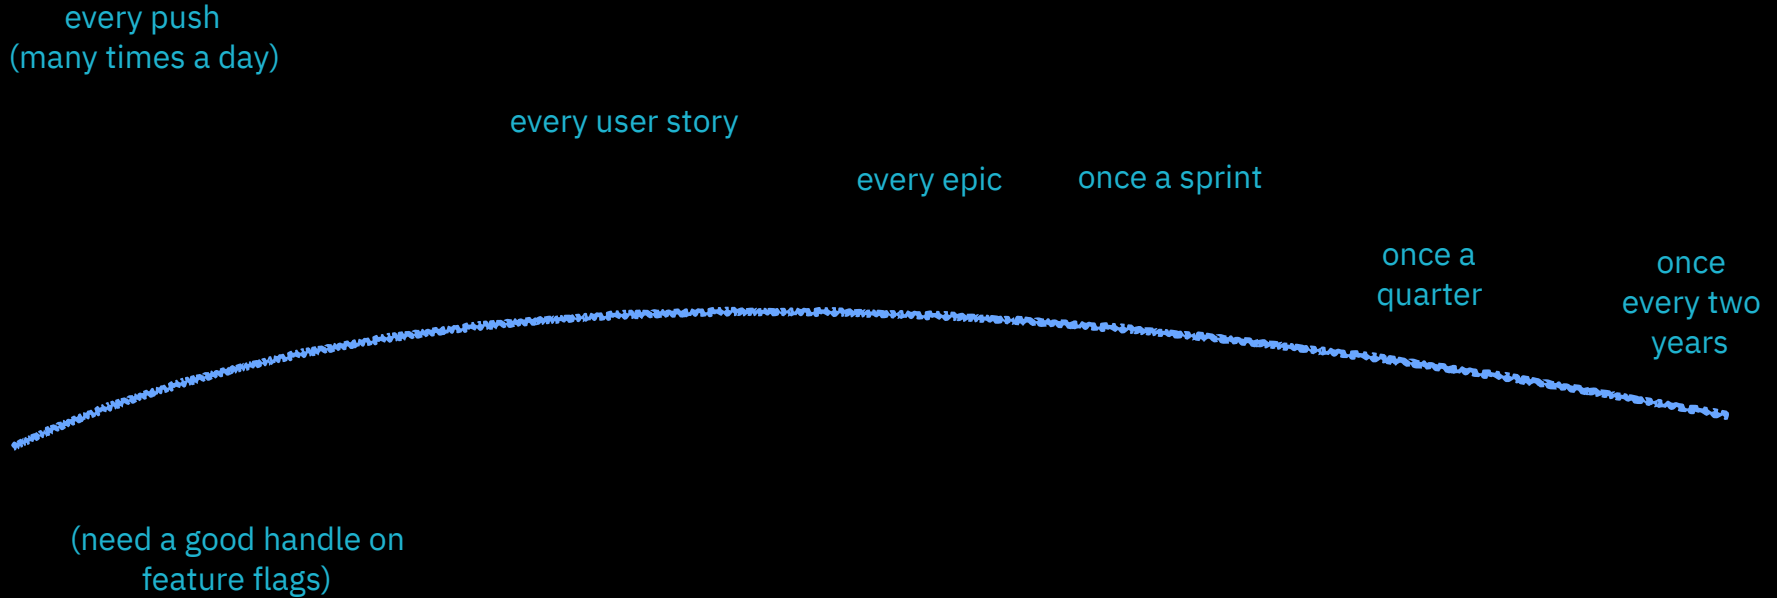 every push
(many times a day)
every user story
every epic
once a sprint
once a
quarter
once
every two
years
(need a good handle on
feature flags)